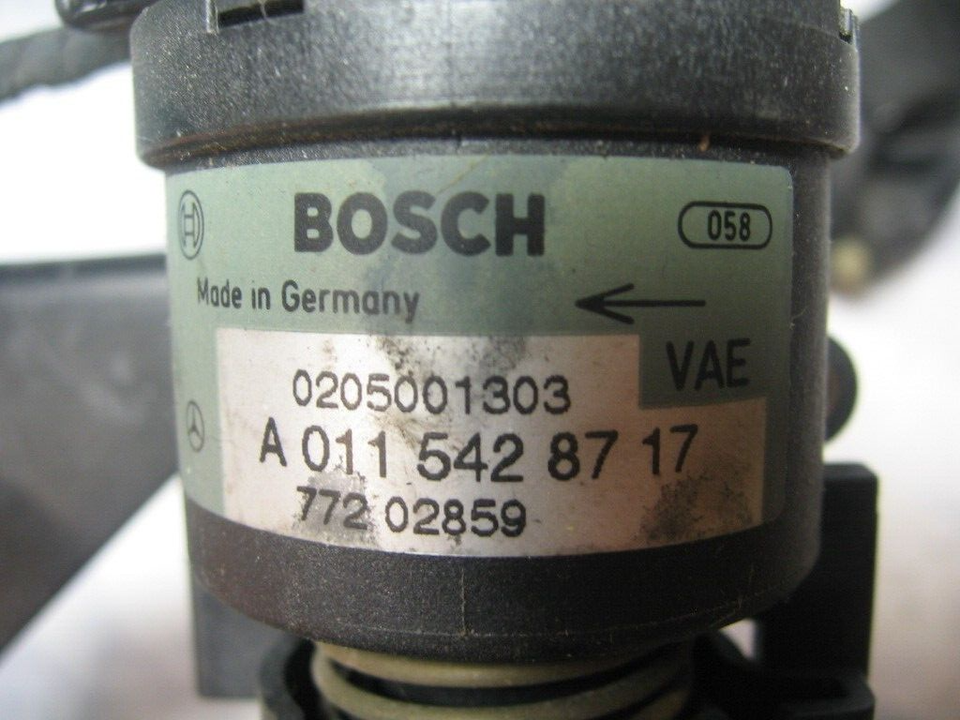 BOSCH
058
Made in Germany
VAE
0205001303
A 011 542 87 17
772 02859